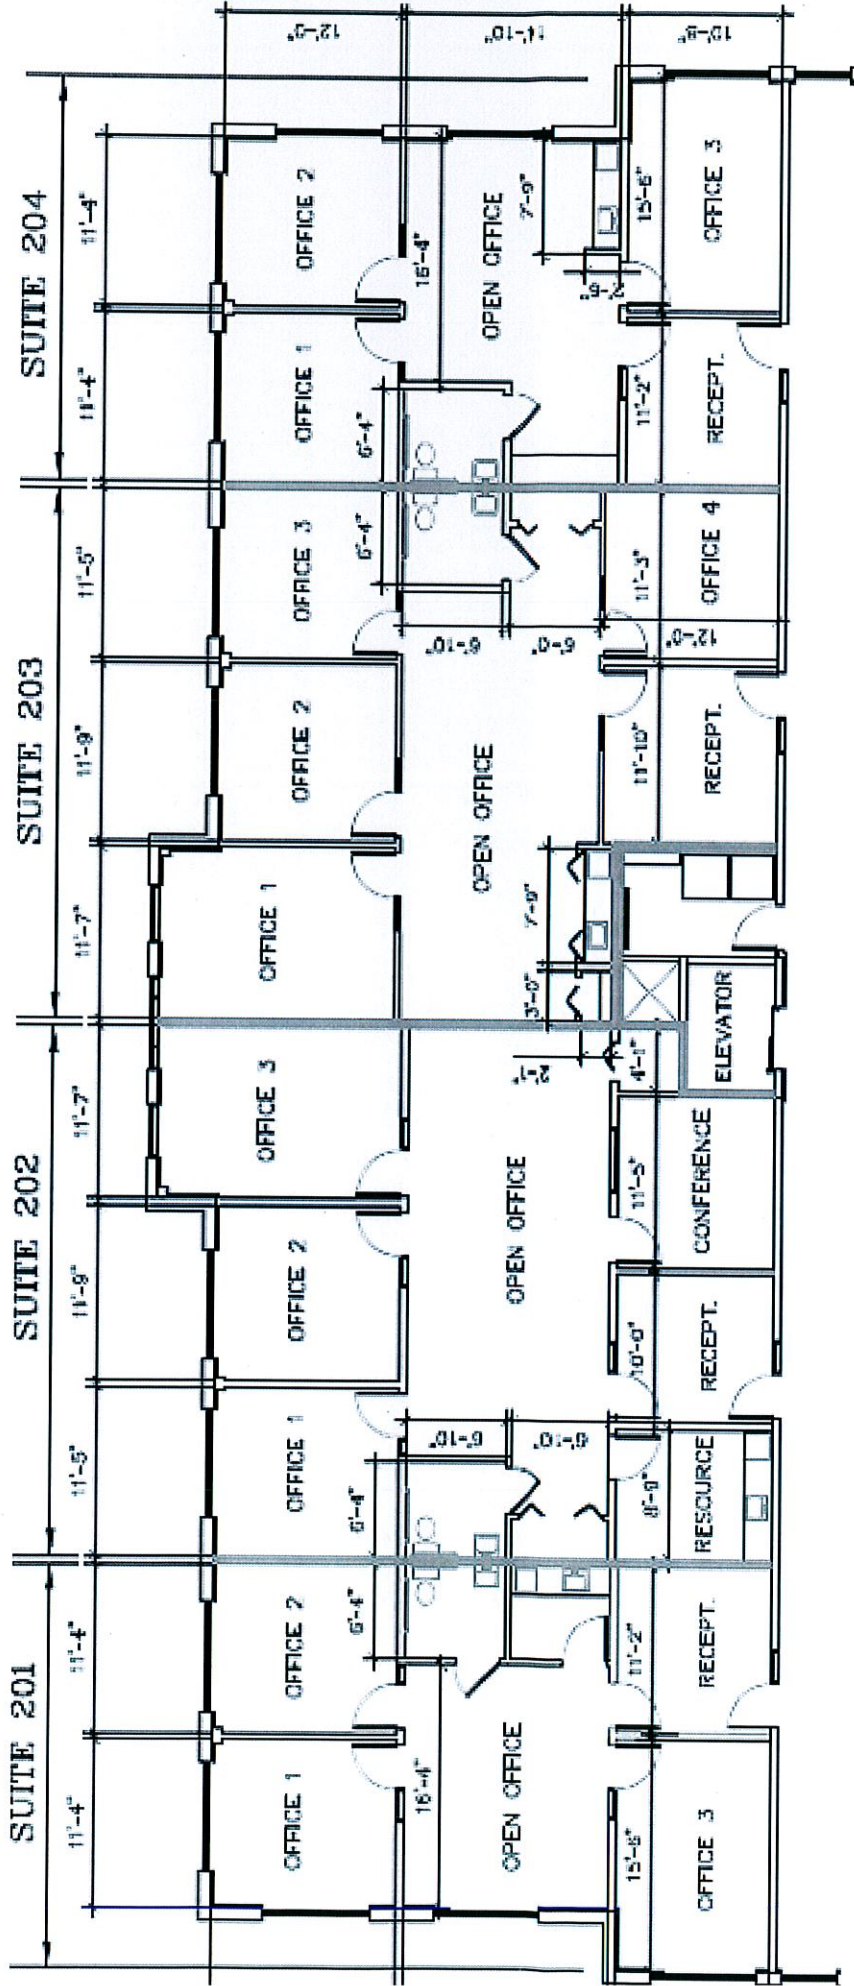 SUITE 201
SUITE 202
SUITE 203
SUITE 204
11'-4"
11'-4"
11'-5"
11'-9"
11'-7"
11'-7"
11'-9"
11'-5"
11'-4"
11'-4"
12'-0"
14'-10"
10'-8"
OFFICE 1
OFFICE 2
OFFICE 1
OFFICE 2
OFFICE 3
OFFICE 1
OFFICE 2
OFFICE 3
OFFICE 1
OFFICE 2
16'-4"
6'-4"
6'-4"
6'-4"
6'-4"
16'-4"
6'-10"
6'-10"
6'-10"
6'-0"
OPEN OFFICE
OPEN OFFICE
OPEN OFFICE
OPEN OFFICE
3'-0"
7'-9"
7'-9"
15'-6"
11'-2"
8'-9"
10'-0"
11'-5"
4'-1"
11'-10"
11'-3"
12'-0"
11'-2"
15'-6"
OFFICE 3
RECEPT.
RESOURCE
RECEPT.
CONFERENCE
ELEVATOR
RECEPT.
OFFICE 4
RECEPT.
OFFICE 3